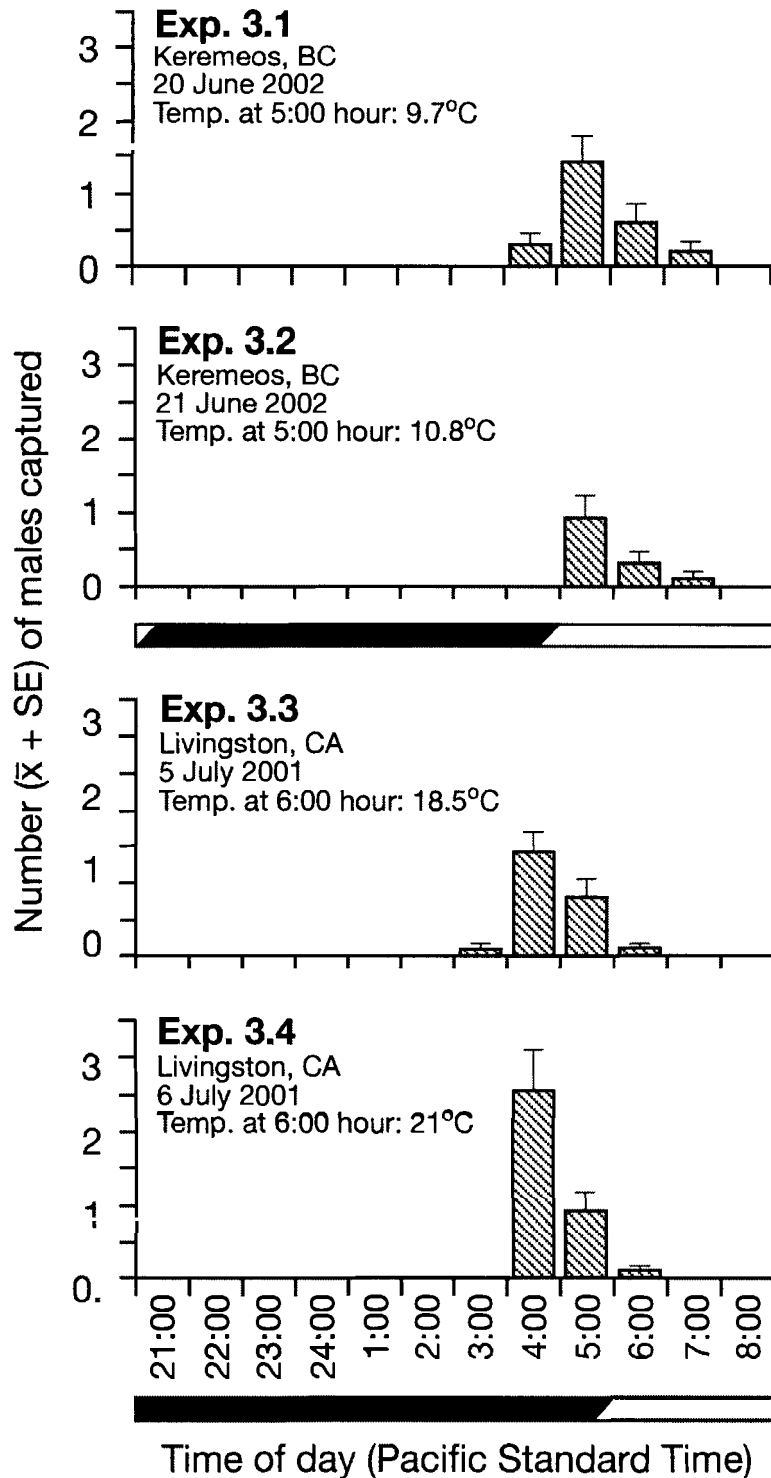 Exp. 3.1
Keremeos, BC
20 June 2002
Temp. at 5:00 hour: 9.7°C
3
2
1
0
Exp. 3.2
Keremeos, BC
21 June 2002
Temp. at 5:00 hour: 10.8°C
3
2
1
0
Number (x̄ + SE) of males captured
Exp. 3.3
Livingston, CA
5 July 2001
Temp. at 6:00 hour: 18.5°C
3
2
1
0
Exp. 3.4
Livingston, CA
6 July 2001
Temp. at 6:00 hour: 21°C
3
2
1
0.
21:00 22:00 23:00 24:00 1:00 2:00 3:00 4:00 5:00 6:00 7:00 8:00
Time of day (Pacific Standard Time)